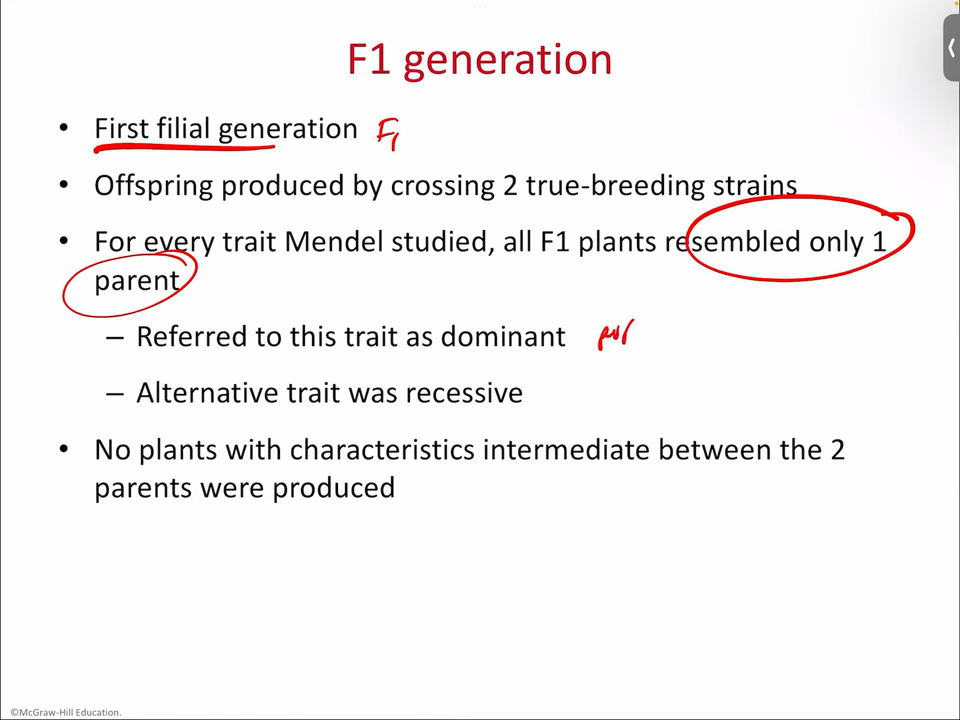 F1 generation
• First filial generation F1
• Offspring produced by crossing 2 true-breeding strains
• For every trait Mendel studied, all F1 plants resembled only 1
parent
– Referred to this trait as dominant
– Alternative trait was recessive
• No plants with characteristics intermediate between the 2
parents were produced
©McGraw-Hill Education.